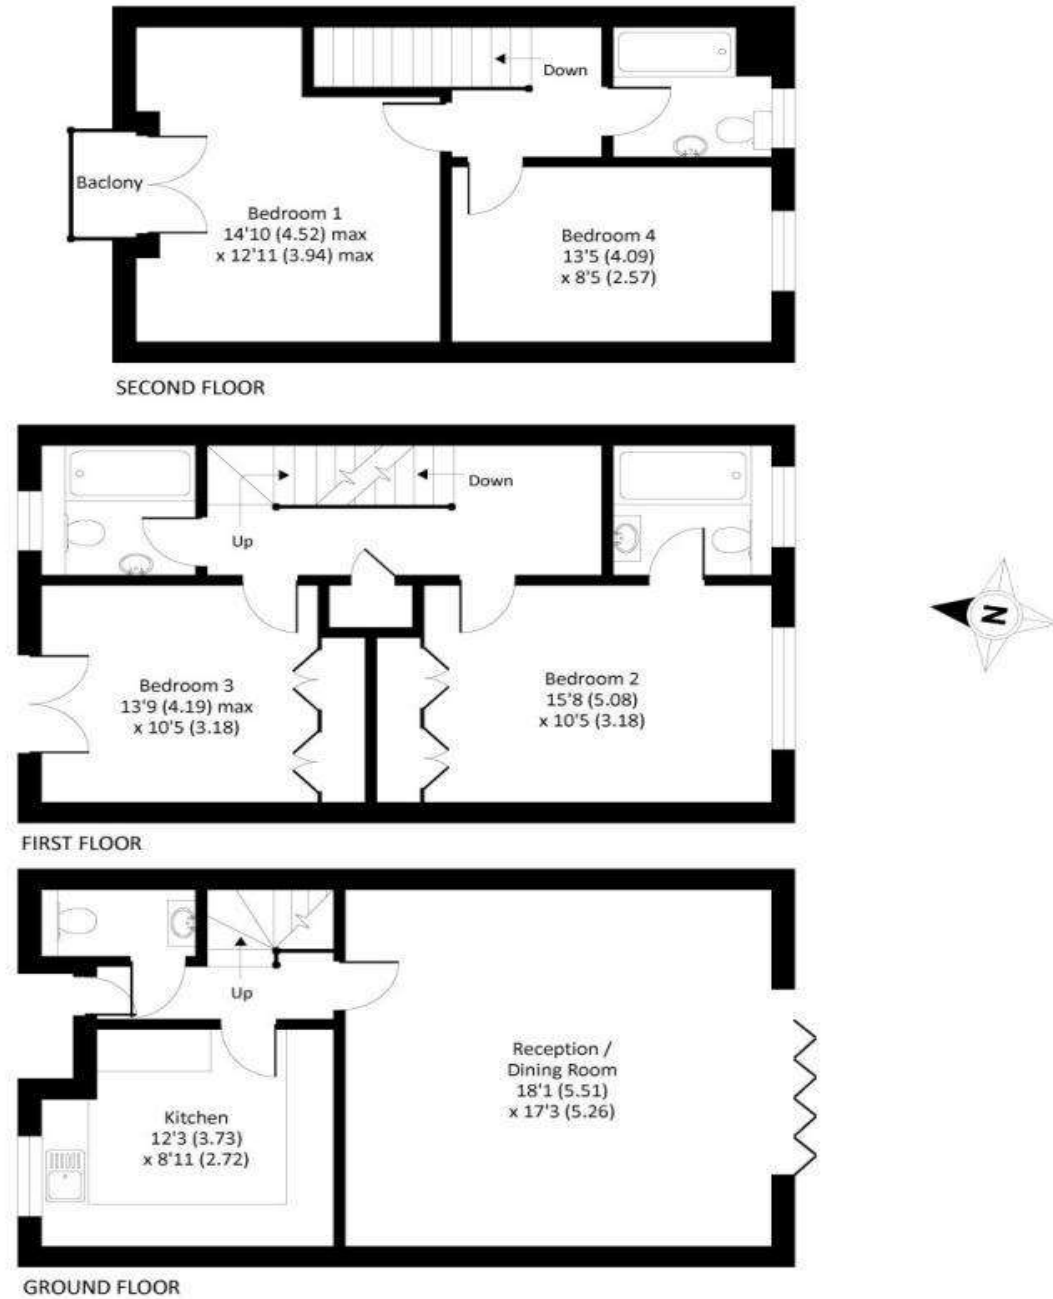 Down
Baclony
Bedroom 1
14'10 (4.52) max
x 12'11 (3.94) max
Bedroom 4
13'5 (4.09)
x 8'5 (2.57)
SECOND FLOOR
Down
Up
Bedroom 3
13'9 (4.19) max
x 10'5 (3.18)
Bedroom 2
15'8 (5.08)
x 10'5 (3.18)
N
FIRST FLOOR
Up
Reception /
Dining Room
18'1 (5.51)
x 17'3 (5.26)
Kitchen
12'3 (3.73)
x 8'11 (2.72)
GROUND FLOOR